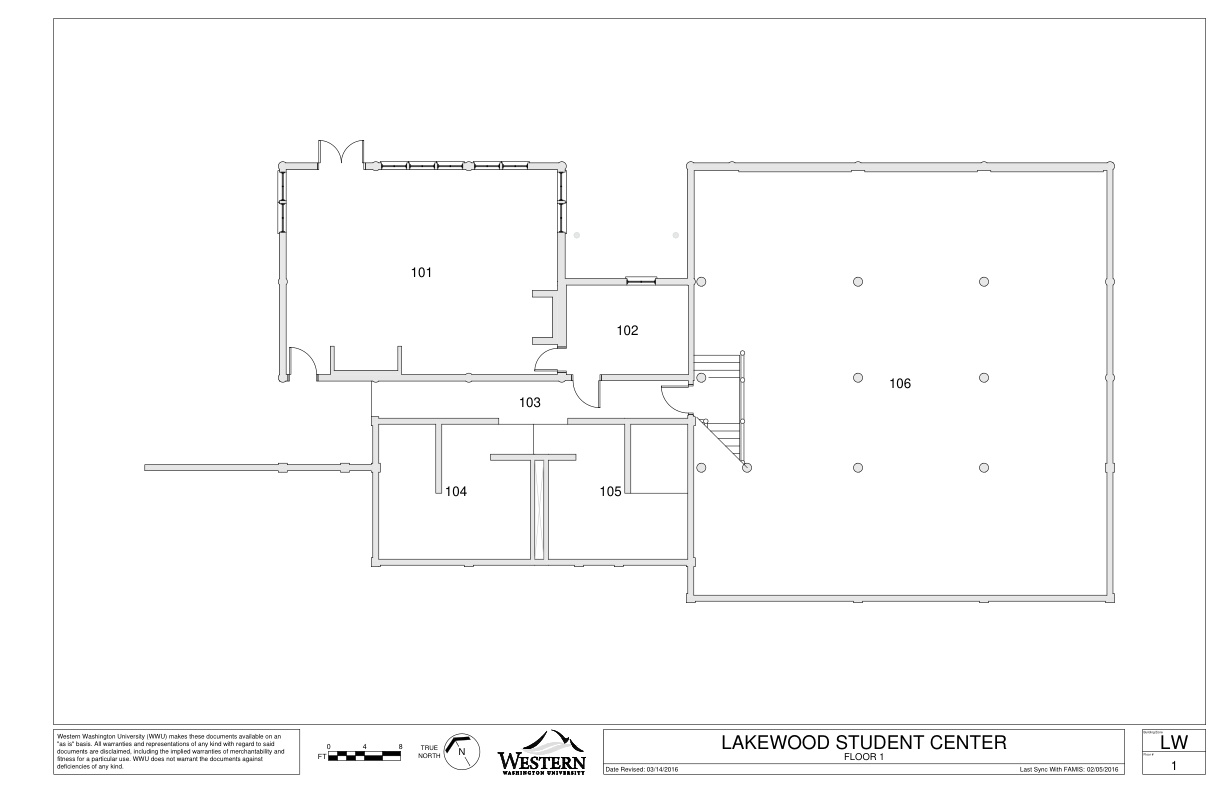 101
102
106
103
104
105
Western Washington University (WWU) makes these documents available on an
"as is" basis. All warranties and representations of any kind with regard to said
documents are disclaimed, including the implied warranties of merchantability and
fitness for a particular use. WWU does not warrant the documents against
deficiencies of any kind.
0 4 8
FT
TRUE
NORTH
N
WESTERN
WASHINGTON UNIVERSITY
LAKEWOOD STUDENT CENTER
FLOOR 1
Date Revised: 03/14/2016
Last Sync With FAMIS: 02/05/2016
LW
1